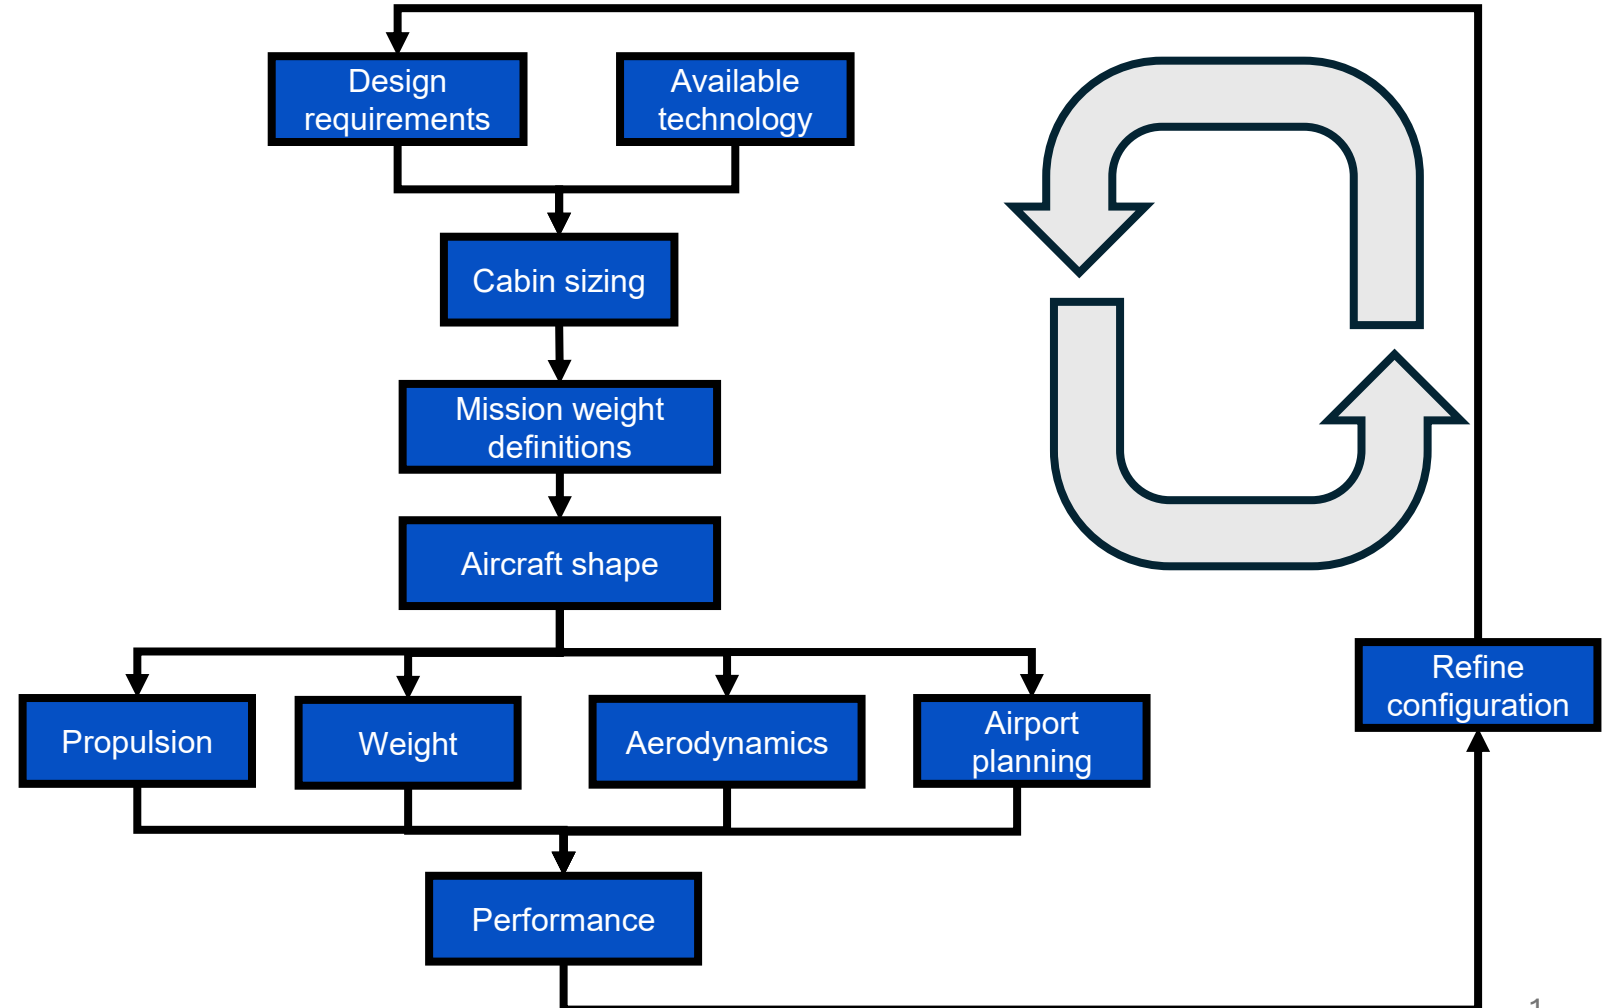 Design
requirements
Available
technology
Cabin sizing
Mission weight
definitions
Aircraft shape
Propulsion
Weight
Aerodynamics
Airport
planning
Refine
configuration
Performance
1